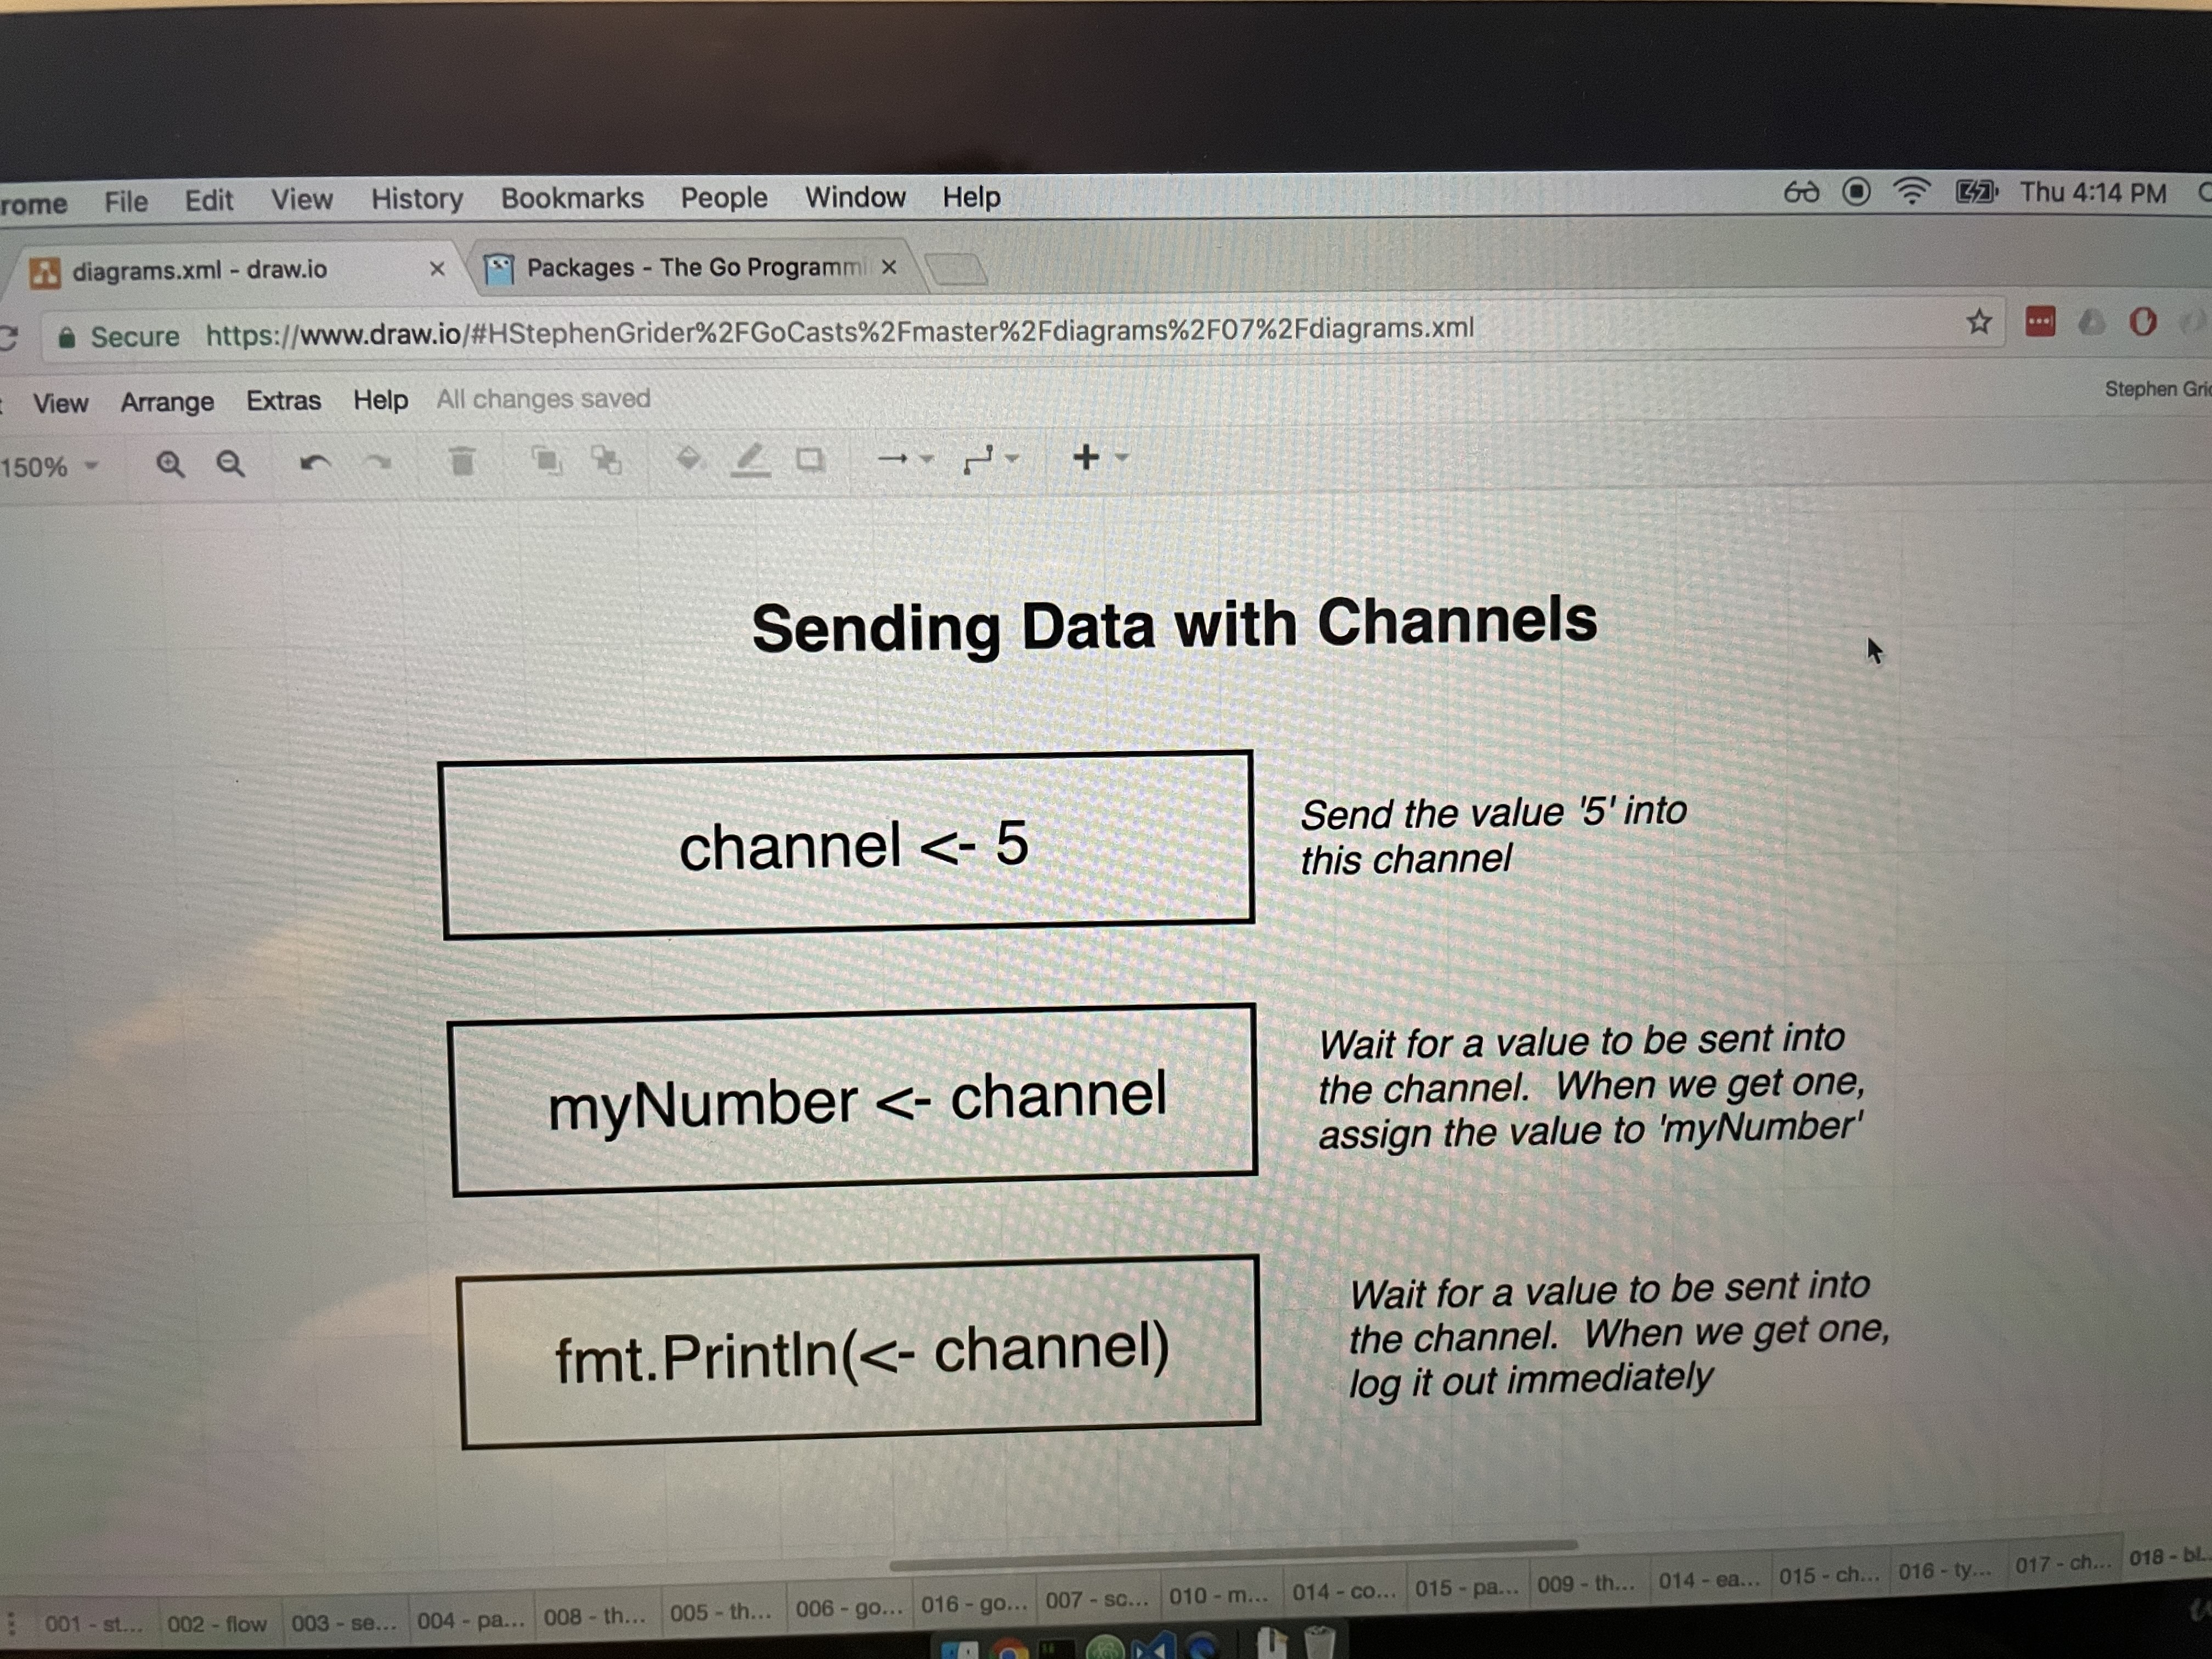 rome File Edit View History Bookmarks People Window Help Thu 4:14 PM
diagrams.xml - draw.io Packages - The Go Programmi
Secure https://www.draw.io/#HStephenGrider%2FGoCasts%2Fmaster%2Fdiagrams%2F07%2Fdiagrams.xml
View Arrange Extras Help All changes saved Stephen Gri
150%
Sending Data with Channels
channel <- 5
Send the value '5' into
this channel
myNumber <- channel
Wait for a value to be sent into
the channel. When we get one,
assign the value to 'myNumber'
fmt.Println(<- channel)
Wait for a value to be sent into
the channel. When we get one,
log it out immediately
001 - st... 002 - flow 003 - se... 004 - pa... 008 - th... 005 - th... 006 - go... 016 - go... 007 - sc... 010 - m... 014 - co... 015 - pa... 009 - th... 014 - ea... 015 - ch... 016 - ty... 017 - ch... 018 - bl...